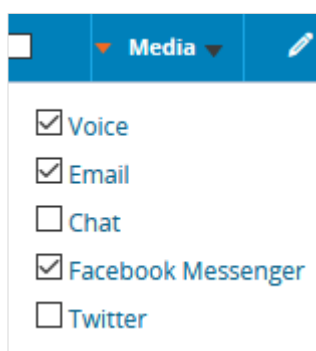 Media
Voice
Email
Chat
Facebook Messenger
Twitter